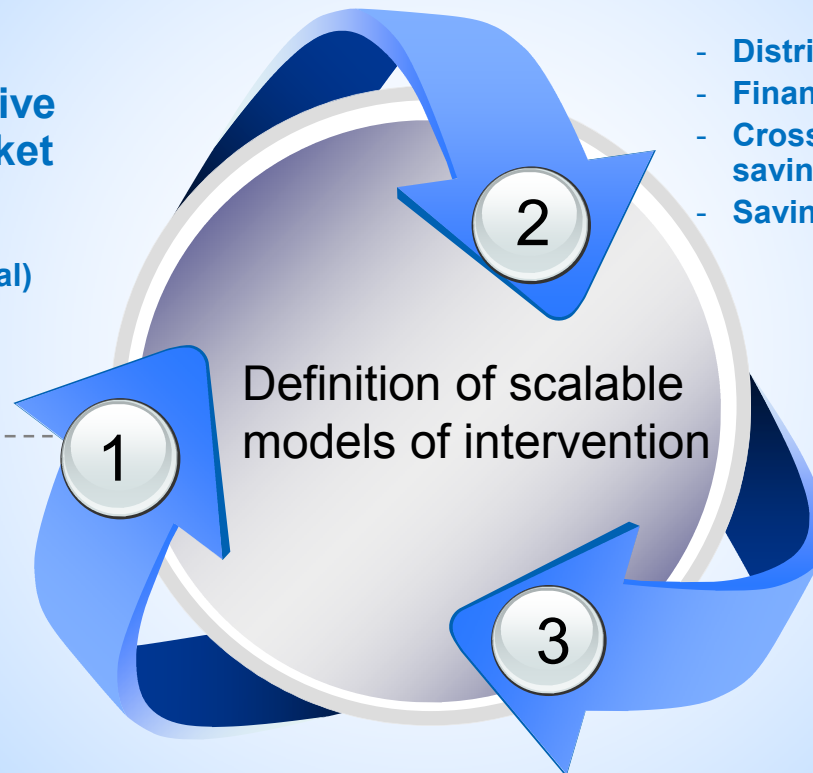 ive
ket
al)
- Distri
- Finan
- Cross
savin
- Savin
2
Definition of scalable
models of intervention
1
3